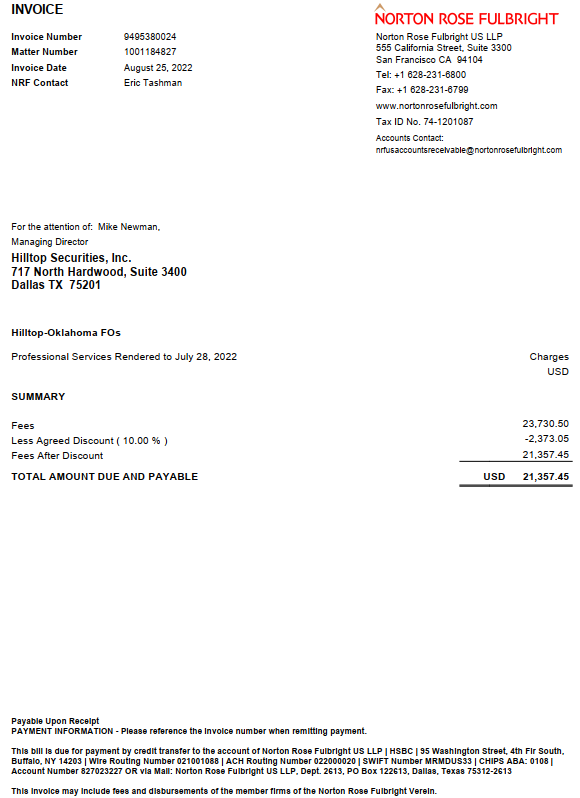 INVOICE
Invoice Number 9495380024
Matter Number 1001184827
Invoice Date August 25, 2022
NRF Contact Eric Tashman
NORTON ROSE FULBRIGHT
Norton Rose Fulbright US LLP
555 California Street, Suite 3300
San Francisco CA 94104
Tel: +1 628-231-6800
Fax: +1 628-231-6799
www.nortonrosefulbright.com
Tax ID No. 74-1201087
Accounts Contact:
nrfusaccountsreceivable@nortonrosefulbright.com
For the attention of: Mike Newman,
Managing Director
Hilltop Securities, Inc.
717 North Hardwood, Suite 3400
Dallas TX 75201
Hilltop-Oklahoma FOs
Professional Services Rendered to July 28, 2022 Charges
USD
SUMMARY
Fees 23,730.50
Less Agreed Discount ( 10.00 % ) -2,373.05
Fees After Discount 21,357.45
TOTAL AMOUNT DUE AND PAYABLE USD 21,357.45
Payable Upon Receipt
PAYMENT INFORMATION - Please reference the invoice number when remitting payment.
This bill is due for payment by credit transfer to the account of Norton Rose Fulbright US LLP | HSBC | 95 Washington Street, 4th Flr South,
Buffalo, NY 14203 | Wire Routing Number 021001088 | ACH Routing Number 022000020 | SWIFT Number MRMDUS33 | CHIPS ABA: 0108 |
Account Number 827023227 OR via Mail: Norton Rose Fulbright US LLP, Dept. 2613, PO Box 122613, Dallas, Texas 75312-2613
This invoice may include fees and disbursements of the member firms of the Norton Rose Fulbright Verein.